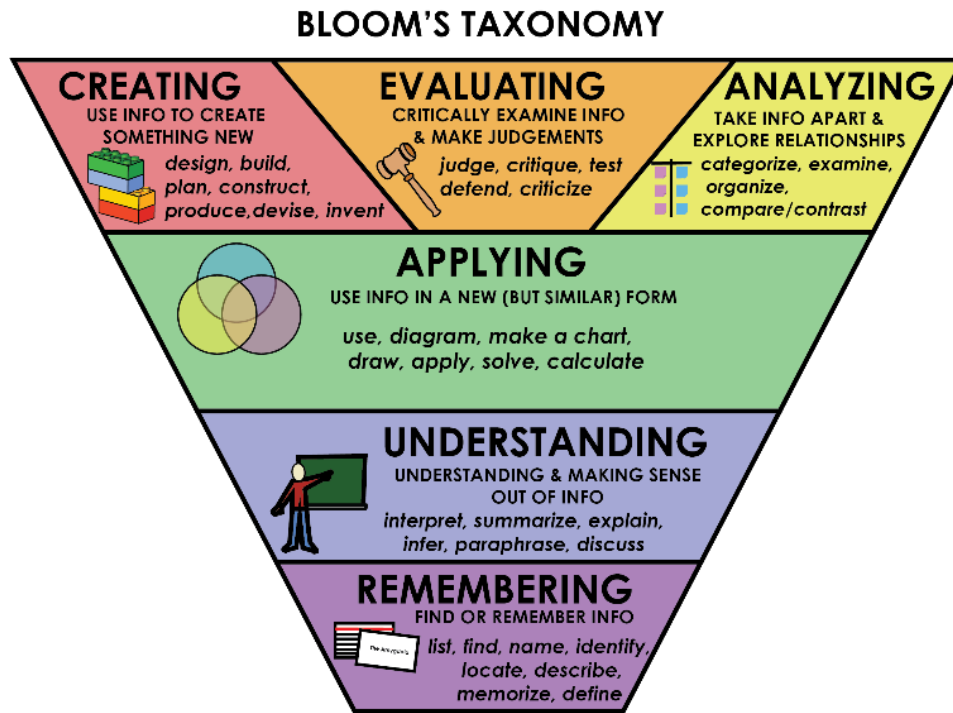 BLOOM'S TAXONOMY
CREATING
USE INFO TO CREATE
SOMETHING NEW
design, build,
plan, construct,
produce,devise, invent
EVALUATING
CRITICALLY EXAMINE INFO
& MAKE JUDGEMENTS
judge, critique, test
defend, criticize
ANALYZING
TAKE INFO APART &
EXPLORE RELATIONSHIPS
categorize, examine,
organize,
compare/contrast
APPLYING
USE INFO IN A NEW (BUT SIMILAR) FORM
use, diagram, make a chart,
draw, apply, solve, calculate
UNDERSTANDING
UNDERSTANDING & MAKING SENSE
OUT OF INFO
interpret, summarize, explain,
infer, paraphrase, discuss
REMEMBERING
FIND OR REMEMBER INFO
list, find, name, identify,
locate, describe,
memorize, define